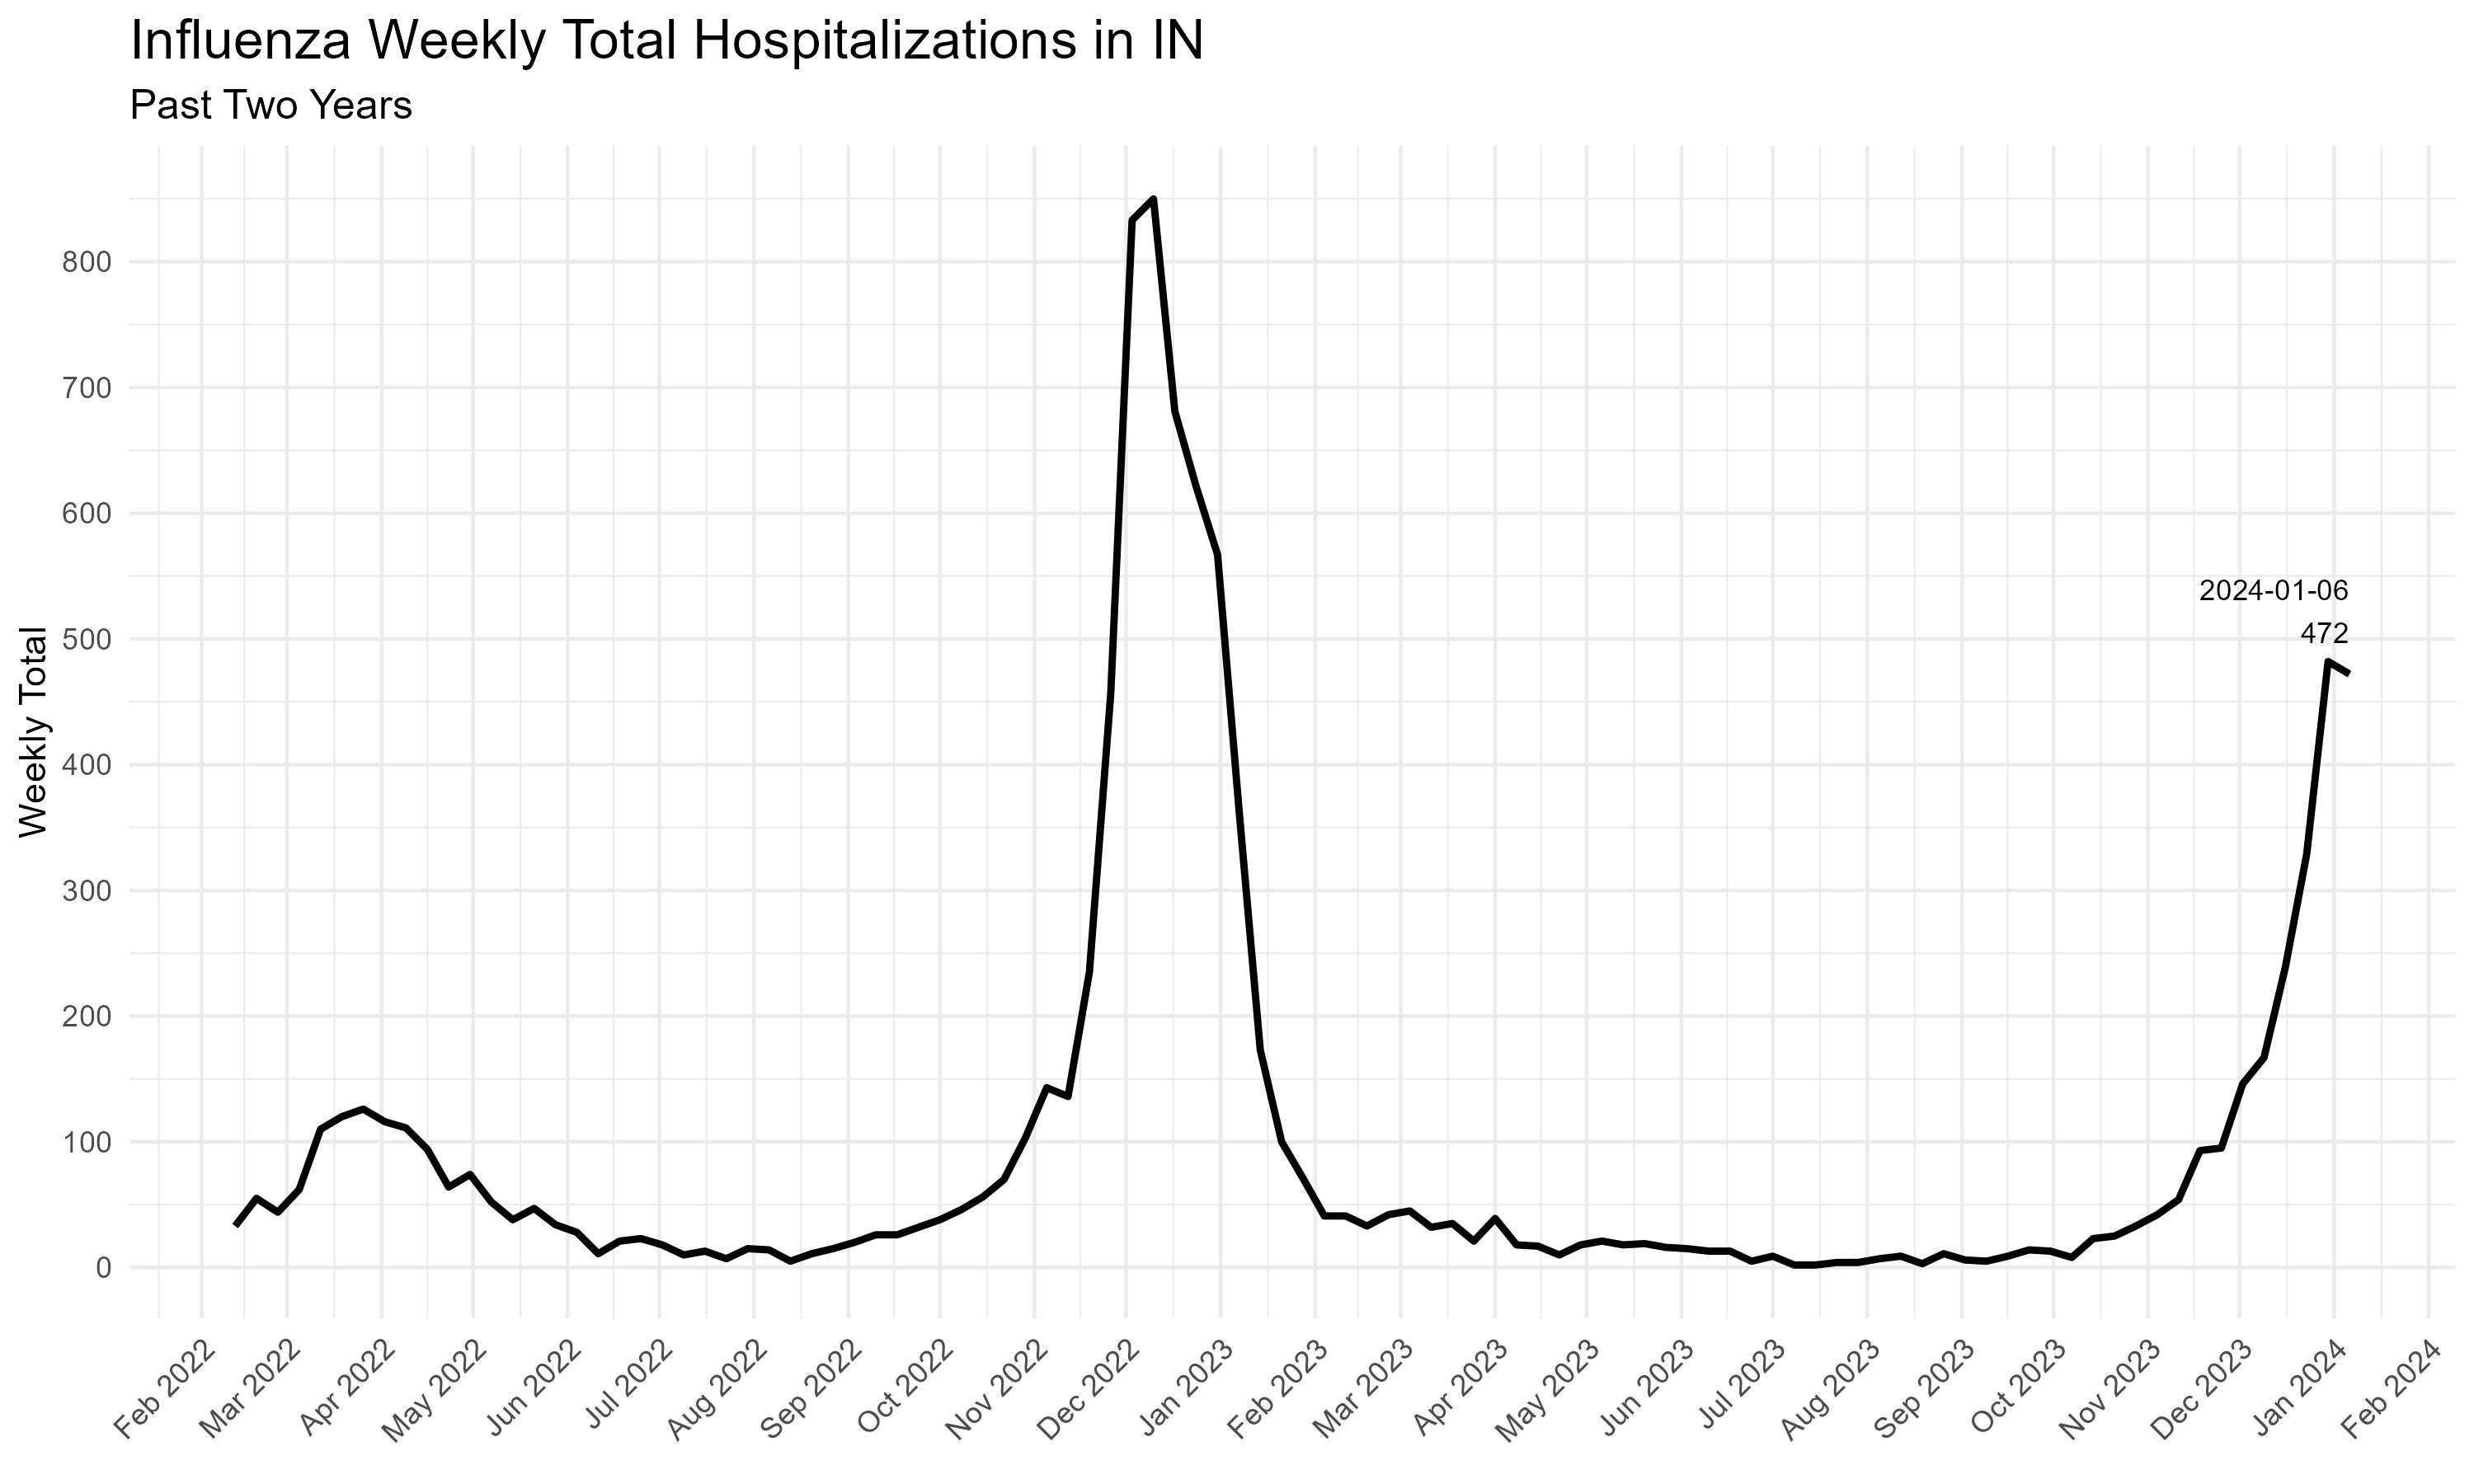 Influenza Weekly Total Hospitalizations in IN
Past Two Years
Weekly Total
800
700
600
500
400
300
200
100
0
2024-01-06
472
Feb 2022
Mar 2022
Apr 2022
May 2022
Jun 2022
Jul 2022
Aug 2022
Sep 2022
Oct 2022
Nov 2022
Dec 2022
Jan 2023
Feb 2023
Mar 2023
Apr 2023
May 2023
Jun 2023
Jul 2023
Aug 2023
Sep 2023
Oct 2023
Nov 2023
Dec 2023
Jan 2024
Feb 2024